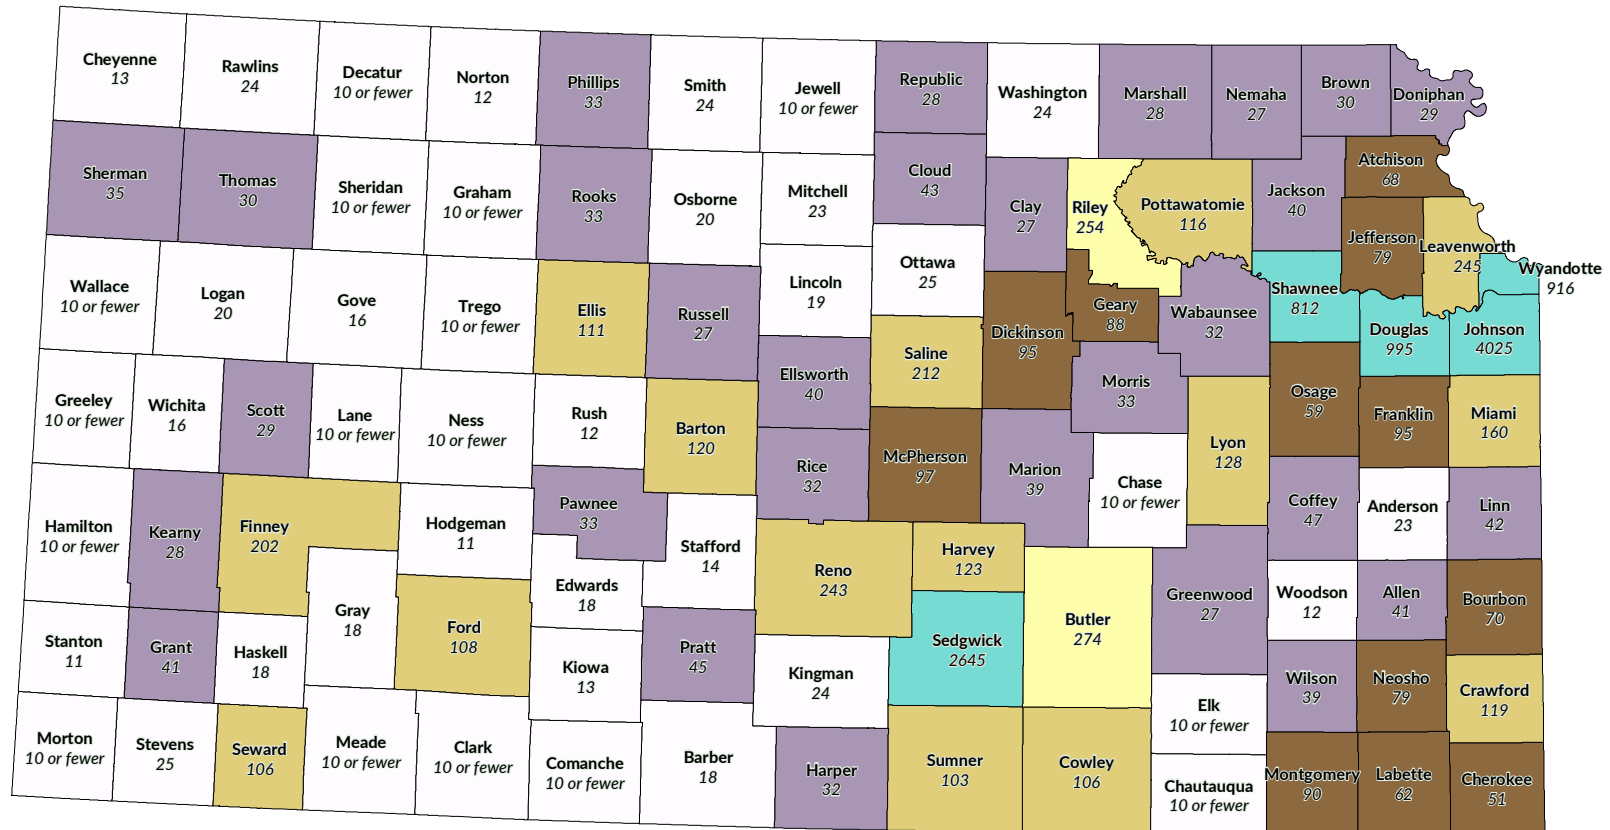 Cheyenne
13
Rawlins
24
Decatur
10 or fewer
Norton
12
Phillips
33
Smith
24
Jewell
10 or fewer
Republic
28
Washington
24
Marshall
28
Nemaha
27
Brown
30
Doniphan
29
Sherman
35
Thomas
30
Sheridan
10 or fewer
Graham
10 or fewer
Rooks
33
Osborne
20
Mitchell
23
Cloud
43
Clay
27
Riley
254
Pottawatomie
116
Jackson
40
Atchison
68
Jefferson
79
Leavenworth
245
Wyandotte
916
Wallace
10 or fewer
Logan
20
Gove
16
Trego
10 or fewer
Ellis
111
Russell
27
Lincoln
19
Ottawa
25
Saline
212
Dickinson
95
Geary
88
Wabaunsee
32
Shawnee
812
Douglas
995
Johnson
4025
Greeley
10 or fewer
Wichita
16
Scott
29
Lane
10 or fewer
Ness
10 or fewer
Rush
12
Barton
120
Ellsworth
40
Rice
32
McPherson
97
Marion
39
Morris
33
Chase
10 or fewer
Lyon
128
Osage
59
Franklin
95
Miami
160
Hamilton
10 or fewer
Kearny
28
Finney
202
Hodgeman
11
Pawnee
33
Stafford
14
Edwards
18
Reno
243
Harvey
123
Sedgwick
2645
Butler
274
Greenwood
27
Coffey
47
Anderson
23
Linn
42
Woodson
12
Allen
41
Bourbon
70
Stanton
11
Grant
41
Haskell
18
Gray
18
Ford
108
Kiowa
13
Pratt
45
Kingman
24
Elk
10 or fewer
Wilson
39
Neosho
79
Crawford
119
Morton
10 or fewer
Stevens
25
Seward
106
Meade
10 or fewer
Clark
10 or fewer
Comanche
10 or fewer
Barber
18
Harper
32
Sumner
103
Cowley
106
Chautauqua
10 or fewer
Montgomery
90
Labette
62
Cherokee
51